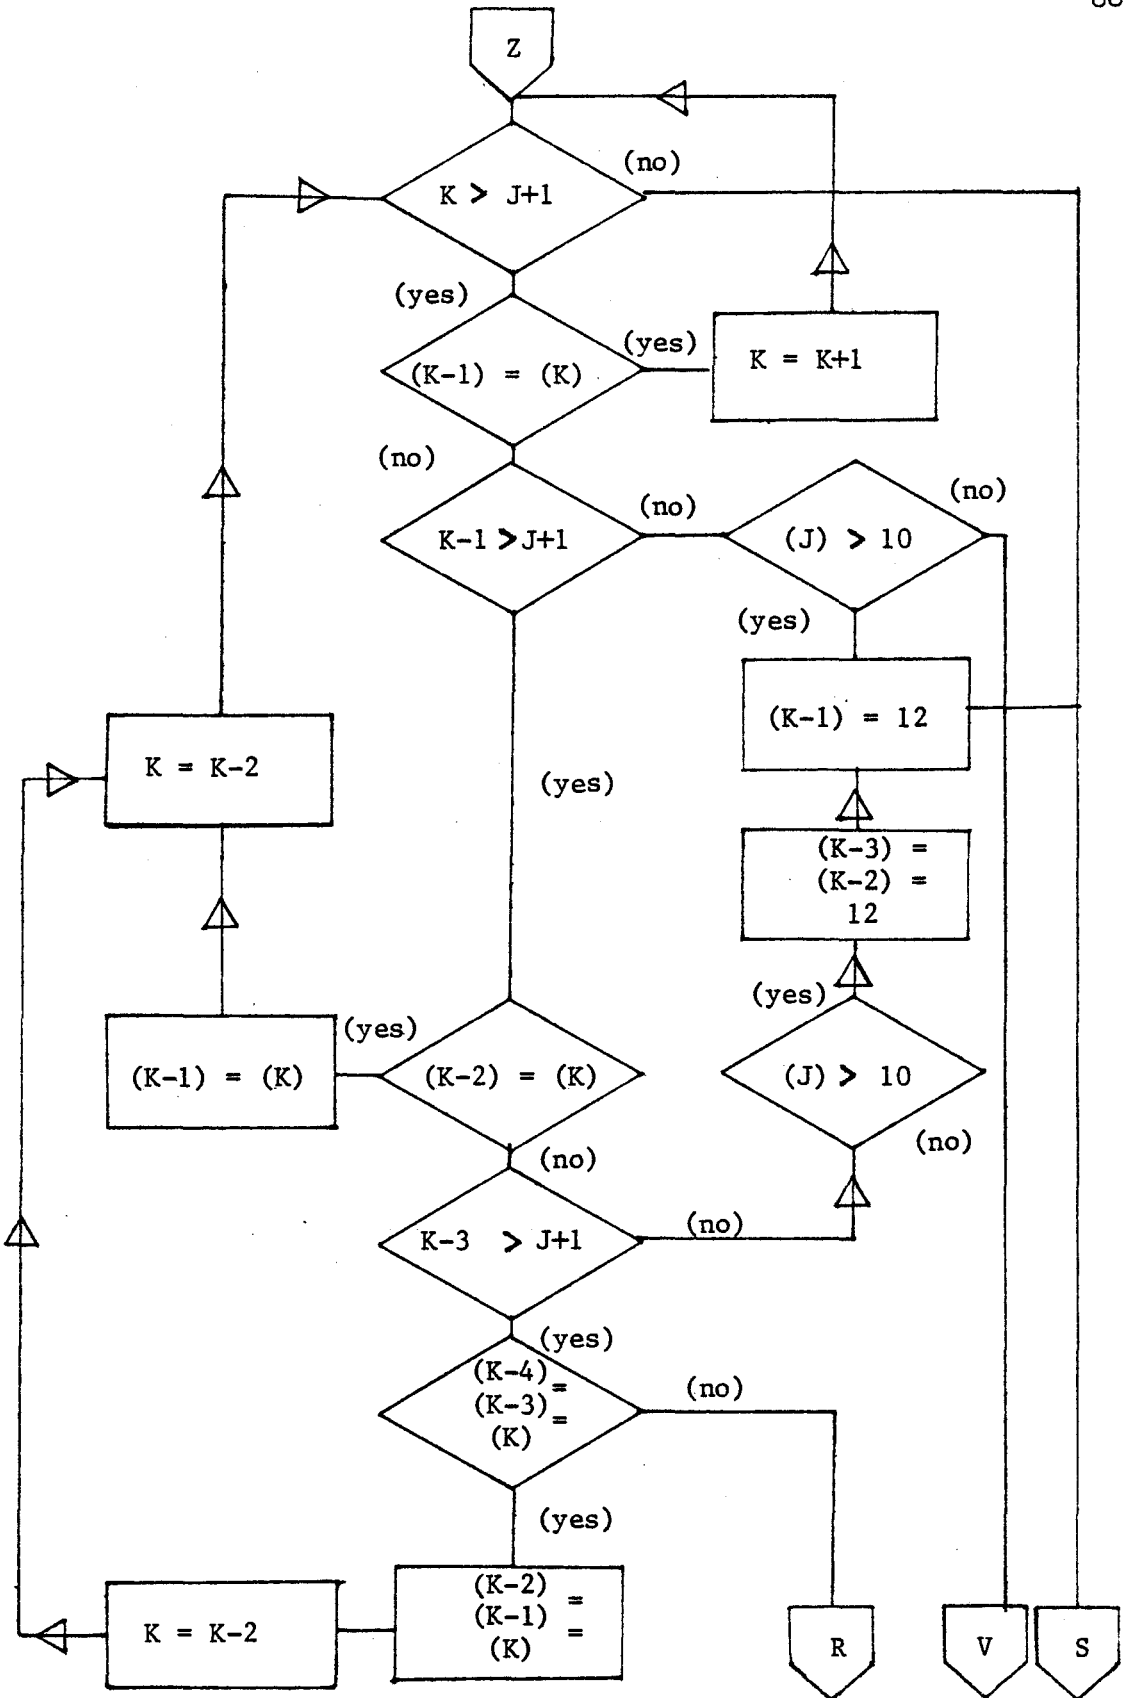 Z
(no)
K > J+1
(yes)
(yes)
(K-1) = (K)
K = K+1
(no)
(no)
(no)
K-1 > J+1
(J) > 10
(yes)
(K-1) = 12
K = K-2
(yes)
(K-3) =
(K-2) =
12
(yes)
(yes)
(K-1) = (K)
(K-2) = (K)
(J) > 10
(no)
(no)
K-3 > J+1
(no)
(yes)
(K-4) =
(K-3) =
(K)
(no)
(yes)
(K-2) =
(K-1) =
(K)
K = K-2
R
V
S